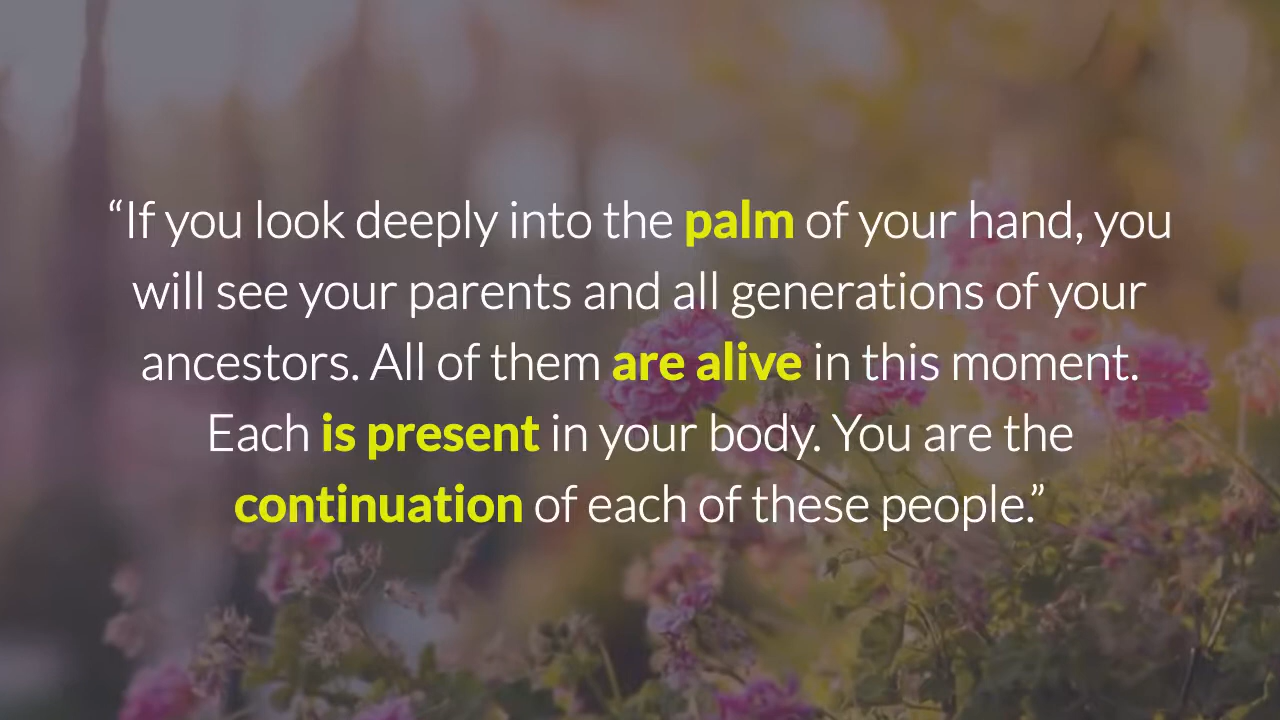 “If you look deeply into the palm of your hand, you
will see your parents and all generations of your
ancestors. All of them are alive in this moment.
Each is present in your body. You are the
continuation of each of these people.”